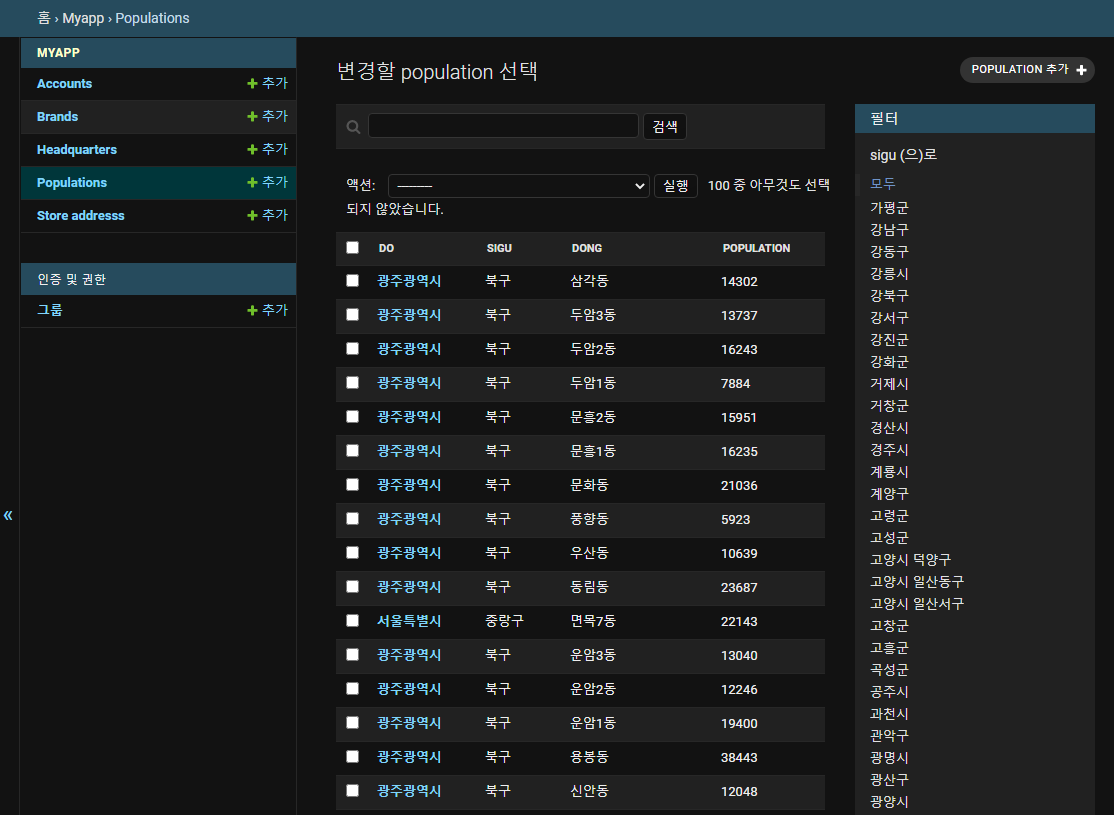 홈 › Myapp › Populations
MYAPP
Accounts + 추가
Brands + 추가
Headquarters + 추가
Populations + 추가
Store addresss + 추가
인증 및 권한
그룹 + 추가
«
변경할 population 선택
POPULATION 추가 +
검색
액션: --------- 실행 100 중 아무것도 선택
되지 않았습니다.
DO SIGU DONG POPULATION
광주광역시 북구 삼각동 14302
광주광역시 북구 두암3동 13737
광주광역시 북구 두암2동 16243
광주광역시 북구 두암1동 7884
광주광역시 북구 문흥2동 15951
광주광역시 북구 문흥1동 16235
광주광역시 북구 문화동 21036
광주광역시 북구 풍향동 5923
광주광역시 북구 우산동 10639
광주광역시 북구 동림동 23687
서울특별시 중랑구 면목7동 22143
광주광역시 북구 운암3동 13040
광주광역시 북구 운암2동 12246
광주광역시 북구 운암1동 19400
광주광역시 북구 용봉동 38443
광주광역시 북구 신안동 12048
필터
sigu (으)로
모두
가평군
강남구
강동구
강릉시
강북구
강서구
강진군
강화군
거제시
거창군
경산시
경주시
계룡시
계양구
고령군
고성군
고양시 덕양구
고양시 일산동구
고양시 일산서구
고창군
고흥군
곡성군
공주시
과천시
관악구
광명시
광산구
광양시